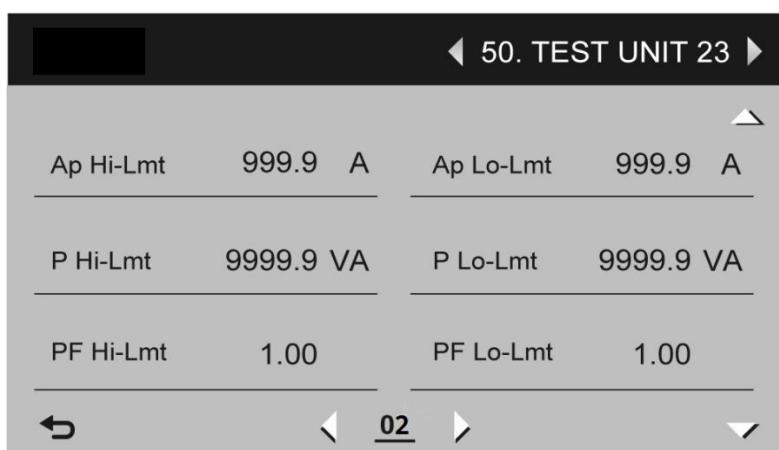 50. TEST UNIT 23
Ap Hi-Lmt 999.9 A Ap Lo-Lmt 999.9 A
P Hi-Lmt 9999.9 VA P Lo-Lmt 9999.9 VA
PF Hi-Lmt 1.00 PF Lo-Lmt 1.00
02